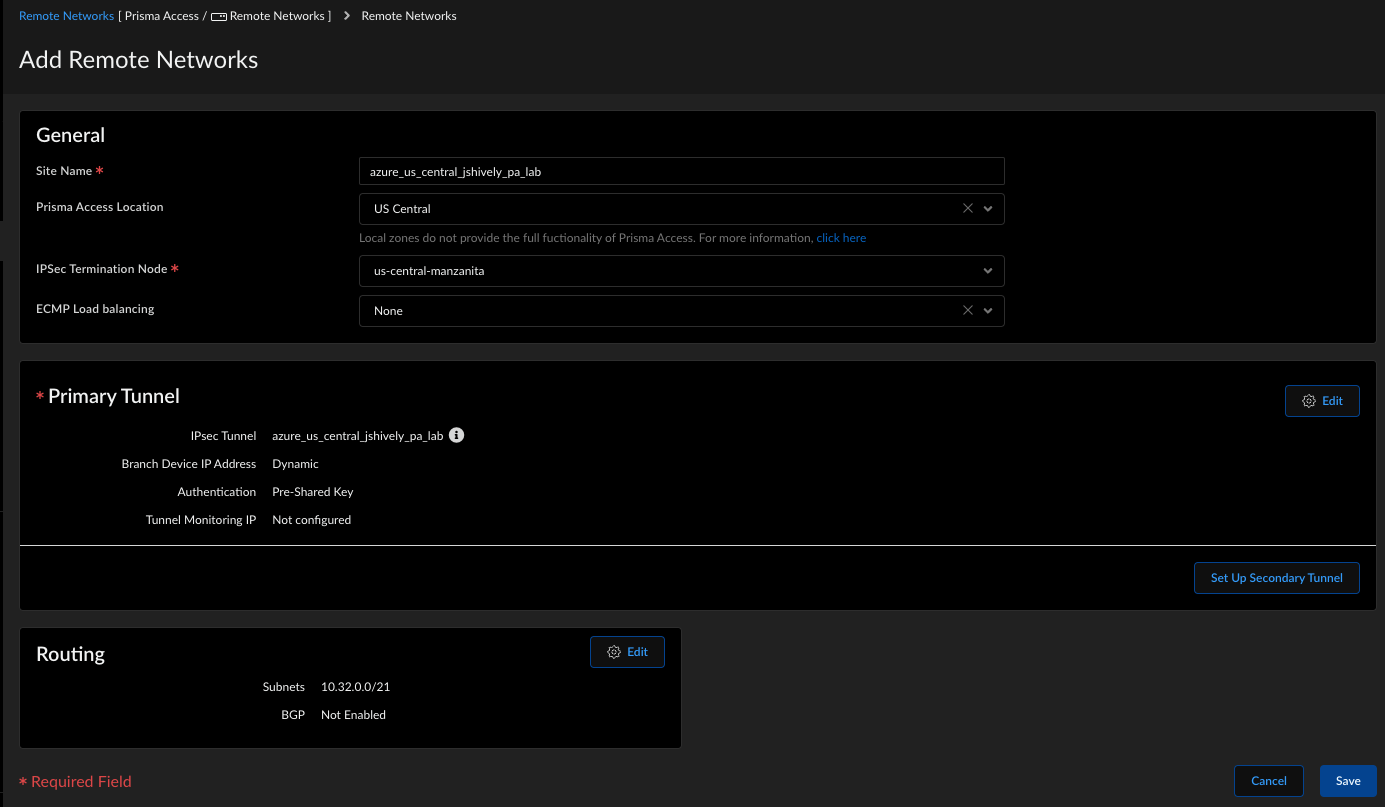 Remote Networks [ Prisma Access / Remote Networks ] > Remote Networks
Add Remote Networks
General
Site Name *
azure_us_central_jshively_pa_lab
Prisma Access Location
US Central
Local zones do not provide the full fuctionality of Prisma Access. For more information, click here
IPSec Termination Node *
us-central-manzanita
ECMP Load balancing
None
* Primary Tunnel
Edit
IPsec Tunnel azure_us_central_jshively_pa_lab
Branch Device IP Address Dynamic
Authentication Pre-Shared Key
Tunnel Monitoring IP Not configured
Set Up Secondary Tunnel
Routing
Edit
Subnets 10.32.0.0/21
BGP Not Enabled
* Required Field
Cancel
Save